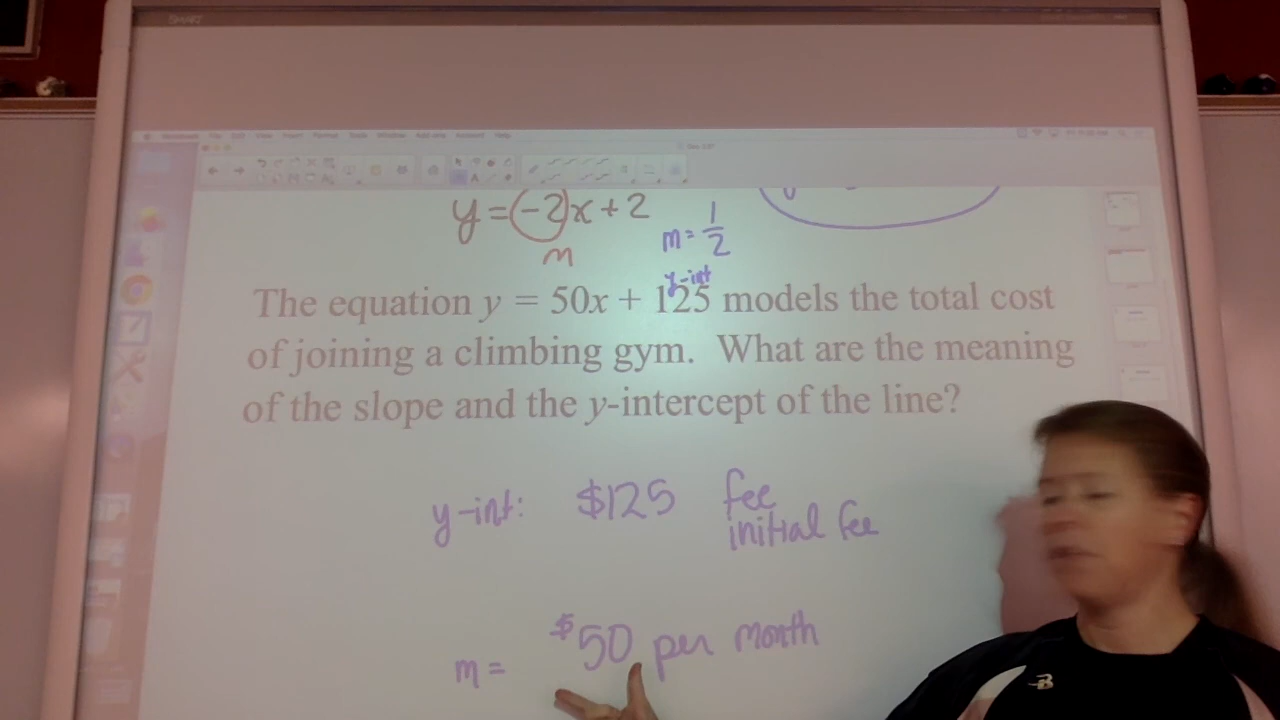 SMART
y = (-2)x + 2
m
m = 1/2
y-int
The equation y = 50x + 125 models the total cost
of joining a climbing gym. What are the meaning
of the slope and the y-intercept of the line?
y-int: $125 fee
initial fee
m = $50 per month
B